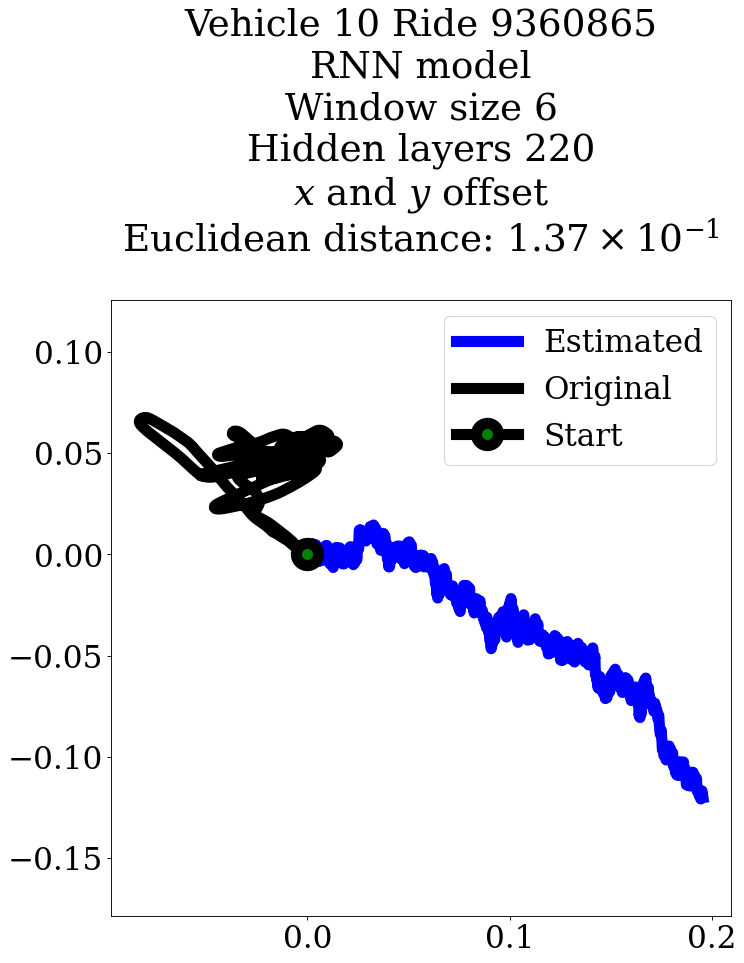 Vehicle 10 Ride 9360865
RNN model
Window size 6
Hidden layers 220
x and y offset
Euclidean distance: 1.37 × 10⁻¹
Estimated
Original
Start
0.10
0.05
0.00
−0.05
−0.10
−0.15
0.0 0.1 0.2